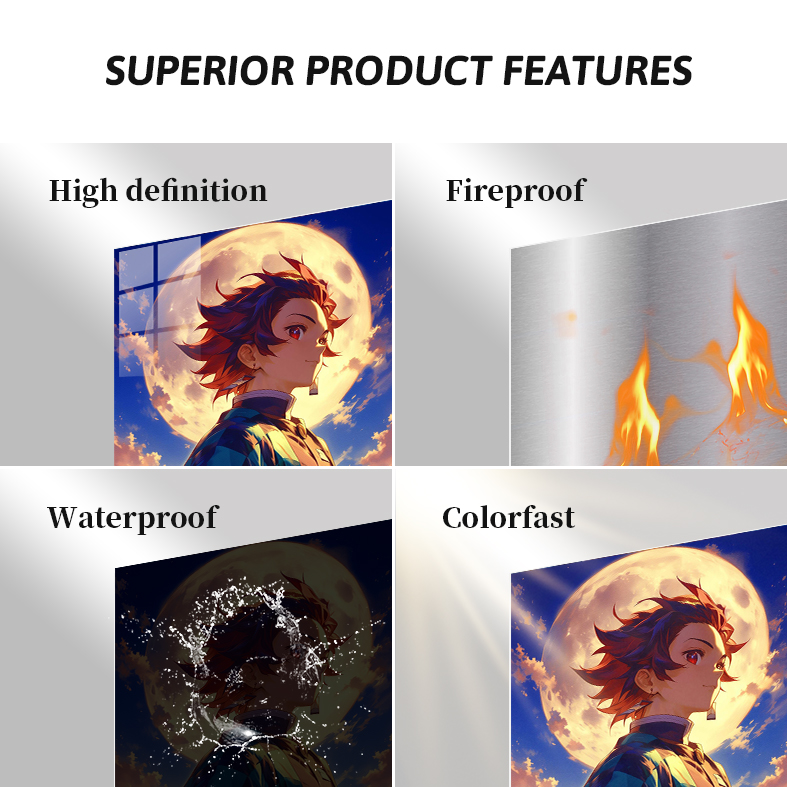 SUPERIOR PRODUCT FEATURES
High definition
Fireproof
Waterproof
Colorfast